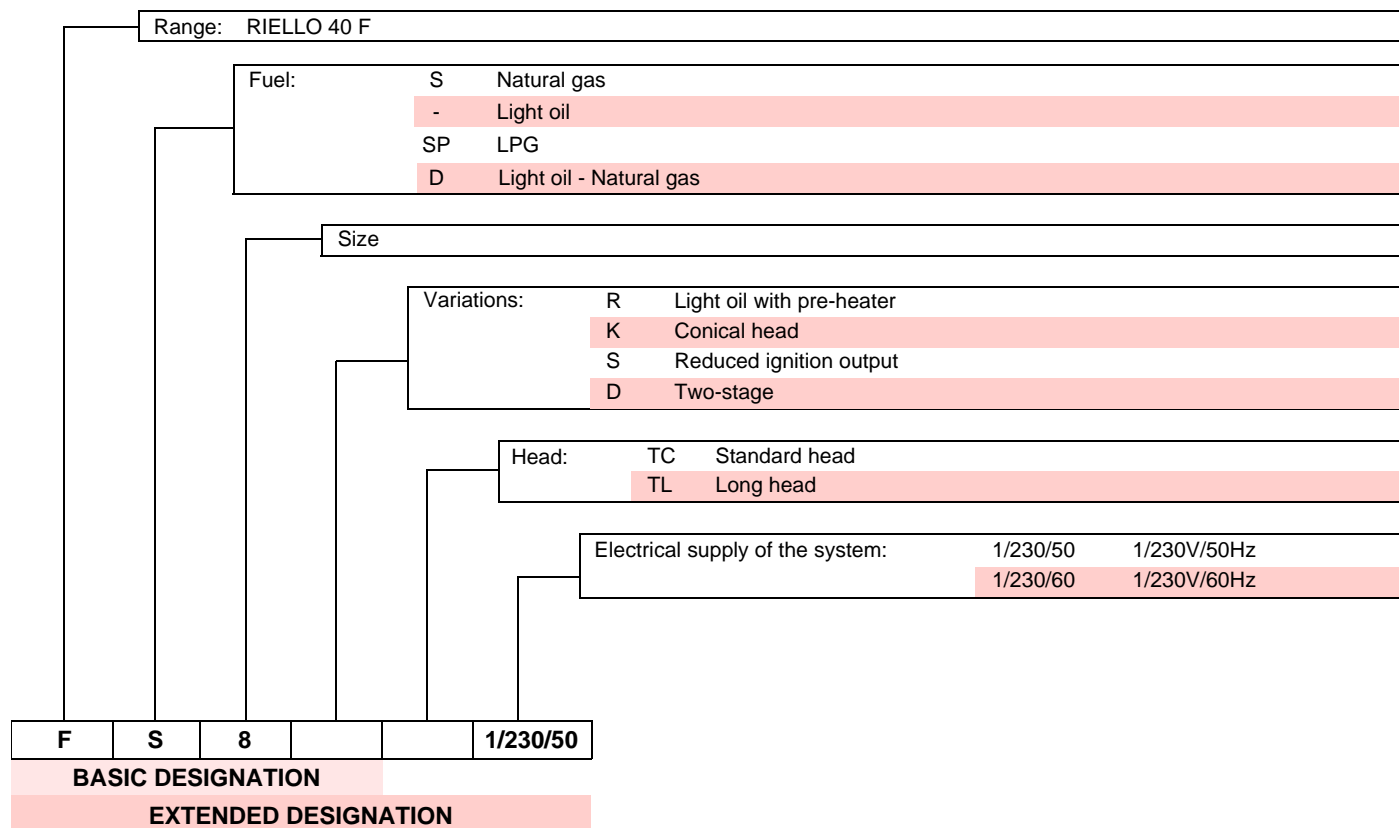 Range: RIELLO 40 F
Fuel: S Natural gas
- Light oil
SP LPG
D Light oil - Natural gas
Size
Variations: R Light oil with pre-heater
K Conical head
S Reduced ignition output
D Two-stage
Head: TC Standard head
TL Long head
Electrical supply of the system: 1/230/50 1/230V/50Hz
1/230/60 1/230V/60Hz
F S 8 1/230/50
BASIC DESIGNATION
EXTENDED DESIGNATION